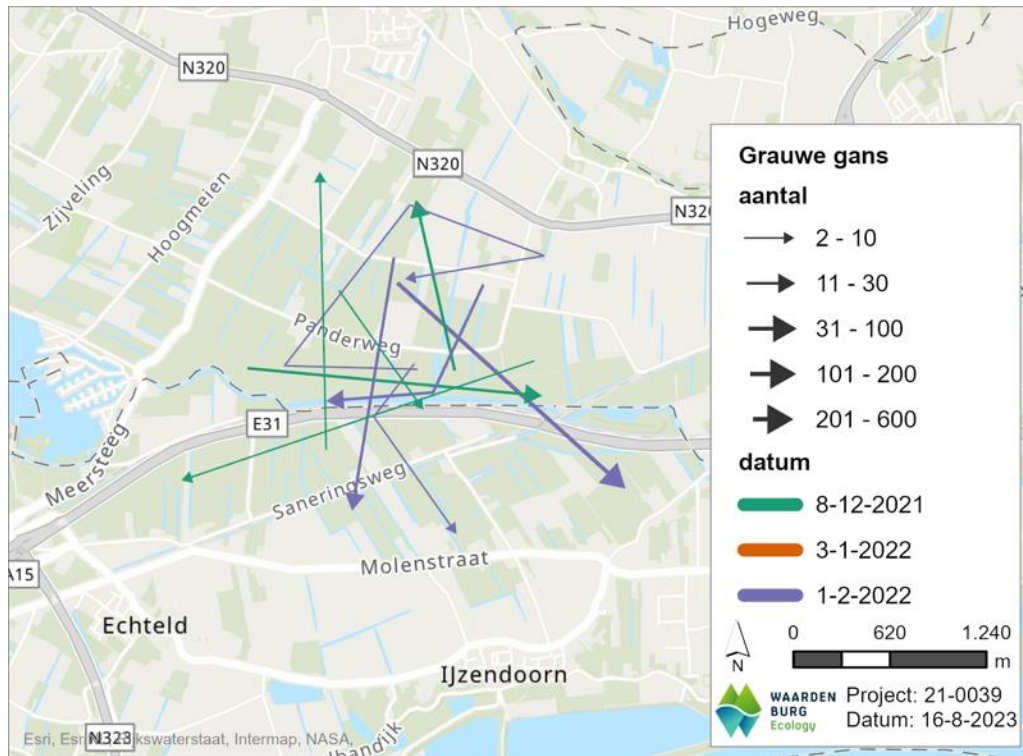 Hogeweg
N320
N320
N320
Zijveling
Hoogmeien
Panderweg
E31
Meersteeg
Saneringsweg
Molenstraat
A15
Echteld
IJzendoorn
N323
Esri, Esri kswaterstaat, Intermap, NASA,
Grauwe gans
aantal
2 - 10
11 - 30
31 - 100
101 - 200
201 - 600
datum
8-12-2021
3-1-2022
1-2-2022
0 620 1.240
m
N
WAARDEN
BURG
Ecology
Project: 21-0039
Datum: 16-8-2023